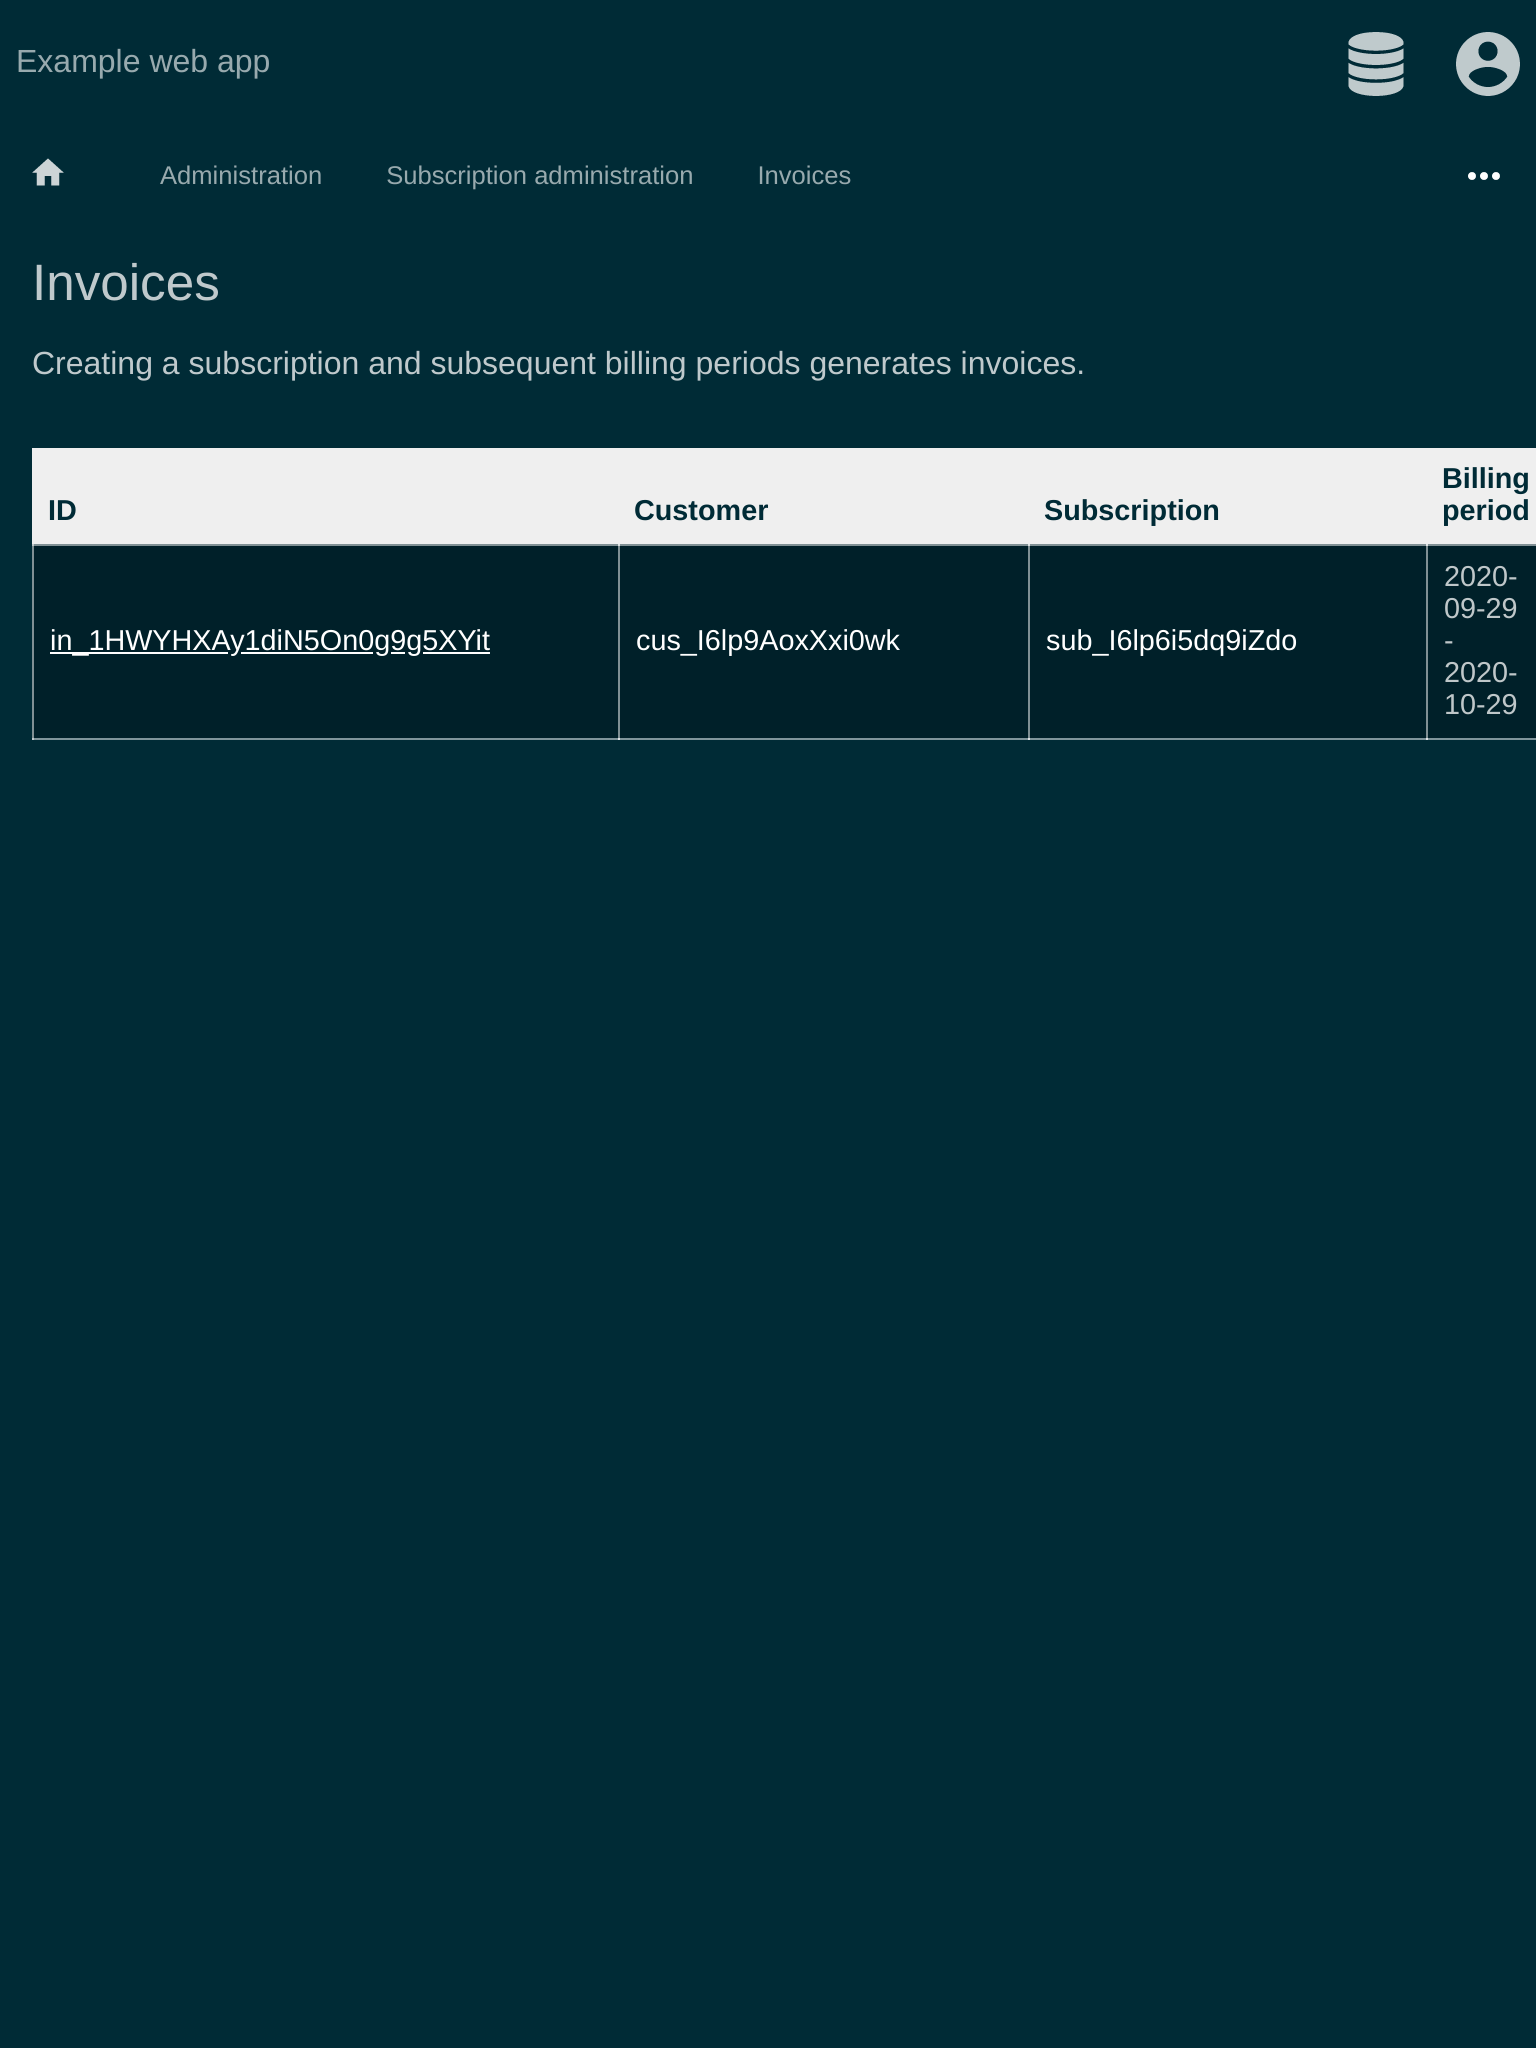 Example web app
Administration Subscription administration Invoices
Invoices
Creating a subscription and subsequent billing periods generates invoices.
ID Customer Subscription Billing period
in_1HWYHXAy1diN5On0g9g5XYit cus_I6lp9AoxXxi0wk sub_I6lp6i5dq9iZdo 2020-09-29 - 2020-10-29